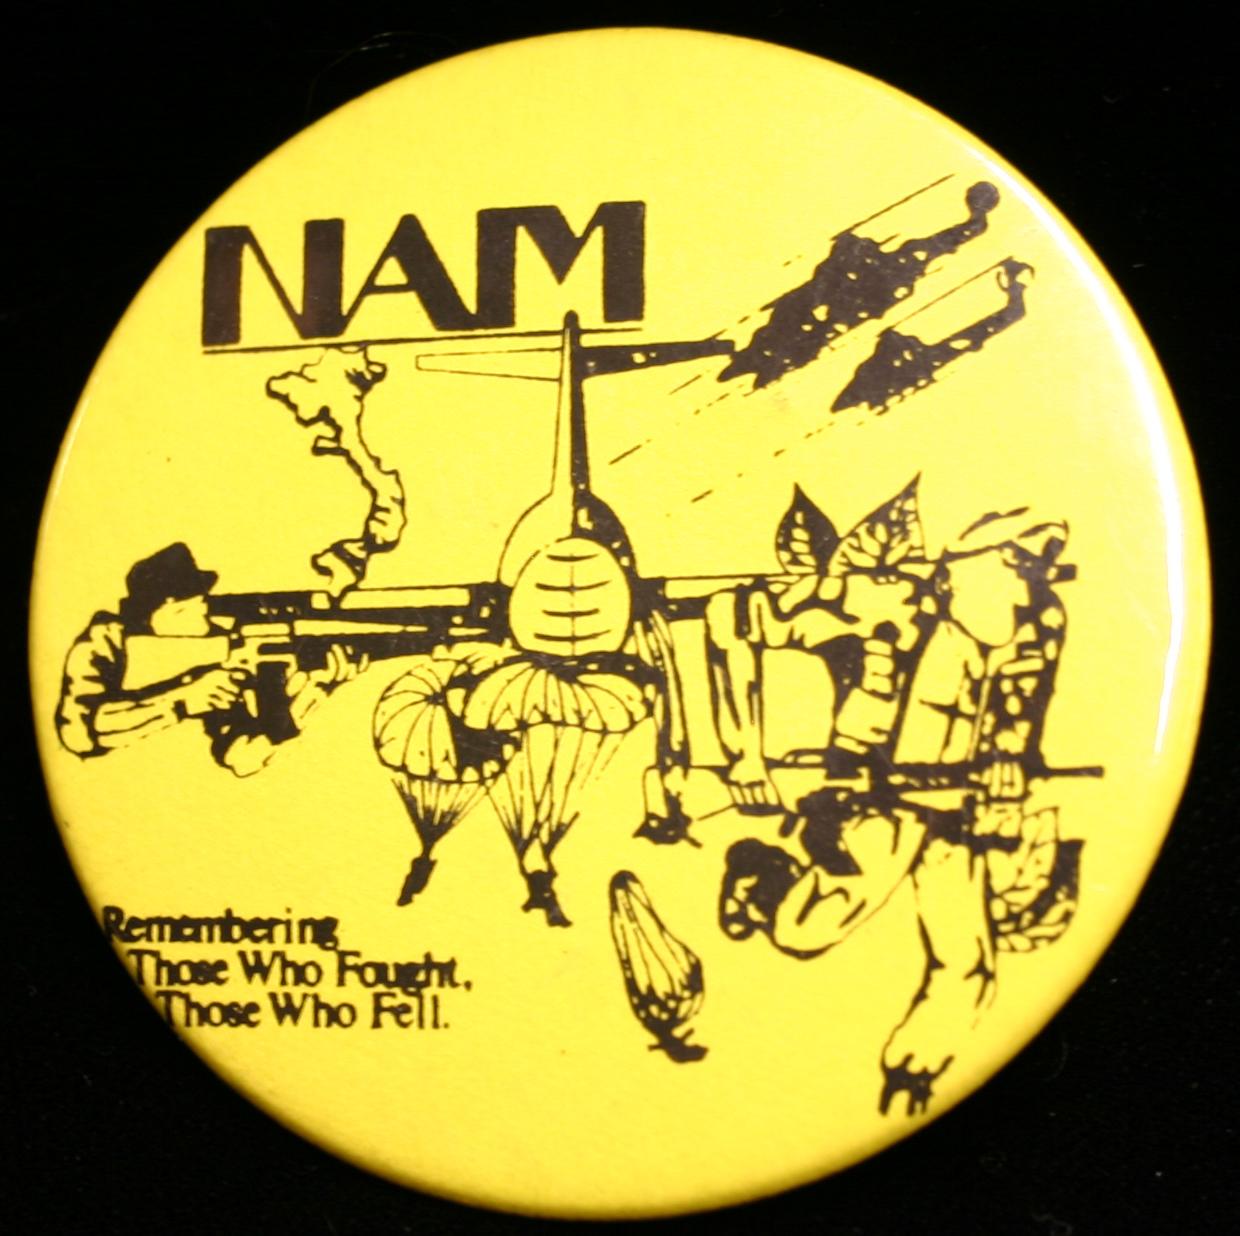 NAM
Remembering
Those Who Fought,
Those Who Fell.